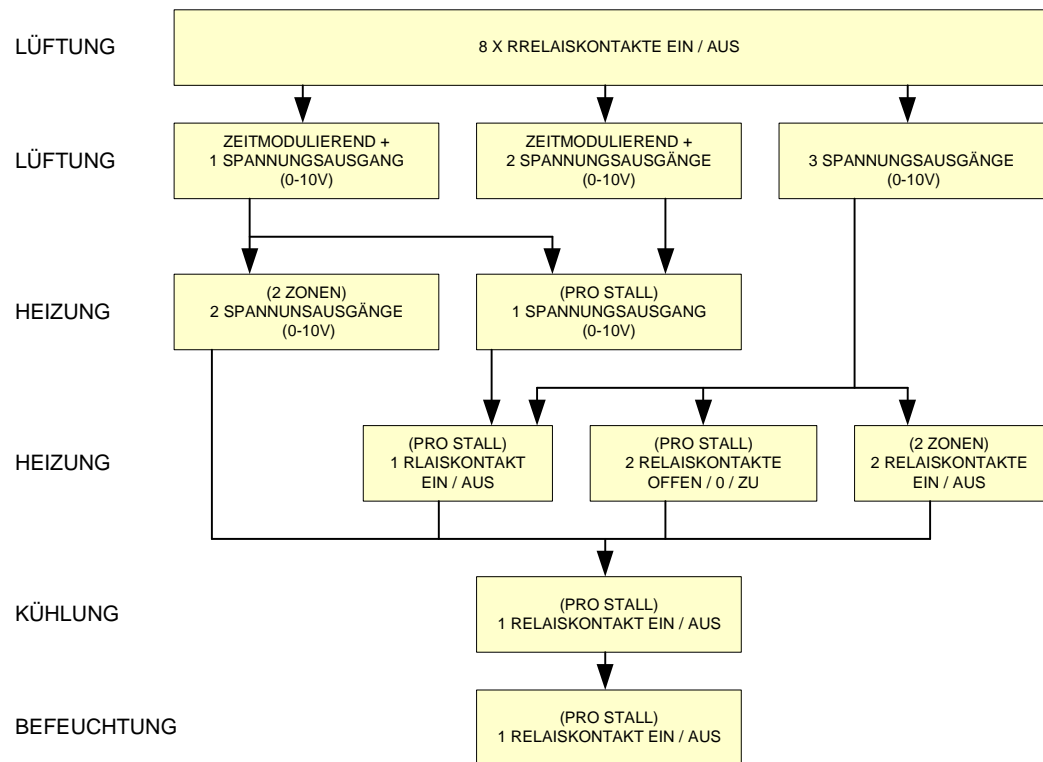 LÜFTUNG
8 X RRELAISKONTAKTE EIN / AUS
LÜFTUNG
ZEITMODULIEREND +
1 SPANNUNGSAUSGANG
(0-10V)
ZEITMODULIEREND +
2 SPANNUNGSAUSGÄNGE
(0-10V)
3 SPANNUNGSAUSGÄNGE
(0-10V)
HEIZUNG
(2 ZONEN)
2 SPANNUNSAUSGÄNGE
(0-10V)
(PRO STALL)
1 SPANNUNGSAUSGANG
(0-10V)
HEIZUNG
(PRO STALL)
1 RLAISKONTAKT
EIN / AUS
(PRO STALL)
2 RELAISKONTAKTE
OFFEN / 0 / ZU
(2 ZONEN)
2 RELAISKONTAKTE
EIN / AUS
KÜHLUNG
(PRO STALL)
1 RELAISKONTAKT EIN / AUS
BEFEUCHTUNG
(PRO STALL)
1 RELAISKONTAKT EIN / AUS